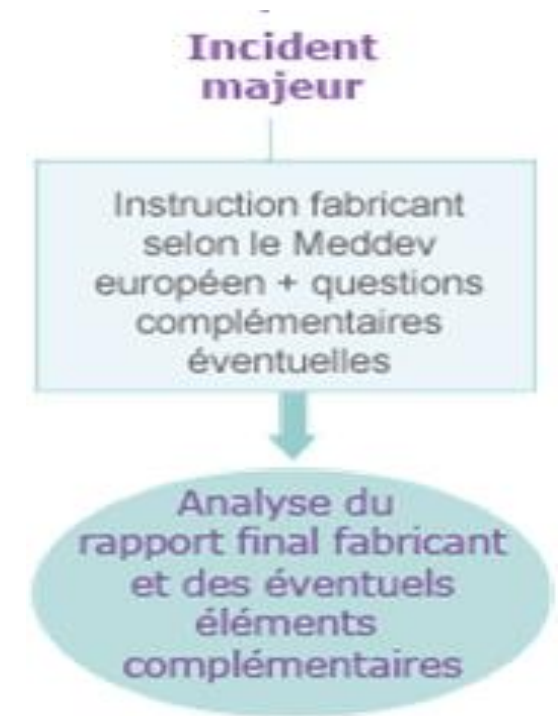 Incident
majeur
Instruction fabricant
selon le Meddev
européen + questions
complémentaires
éventuelles
Analyse du
rapport final fabricant
et des éventuels
éléments
complémentaires